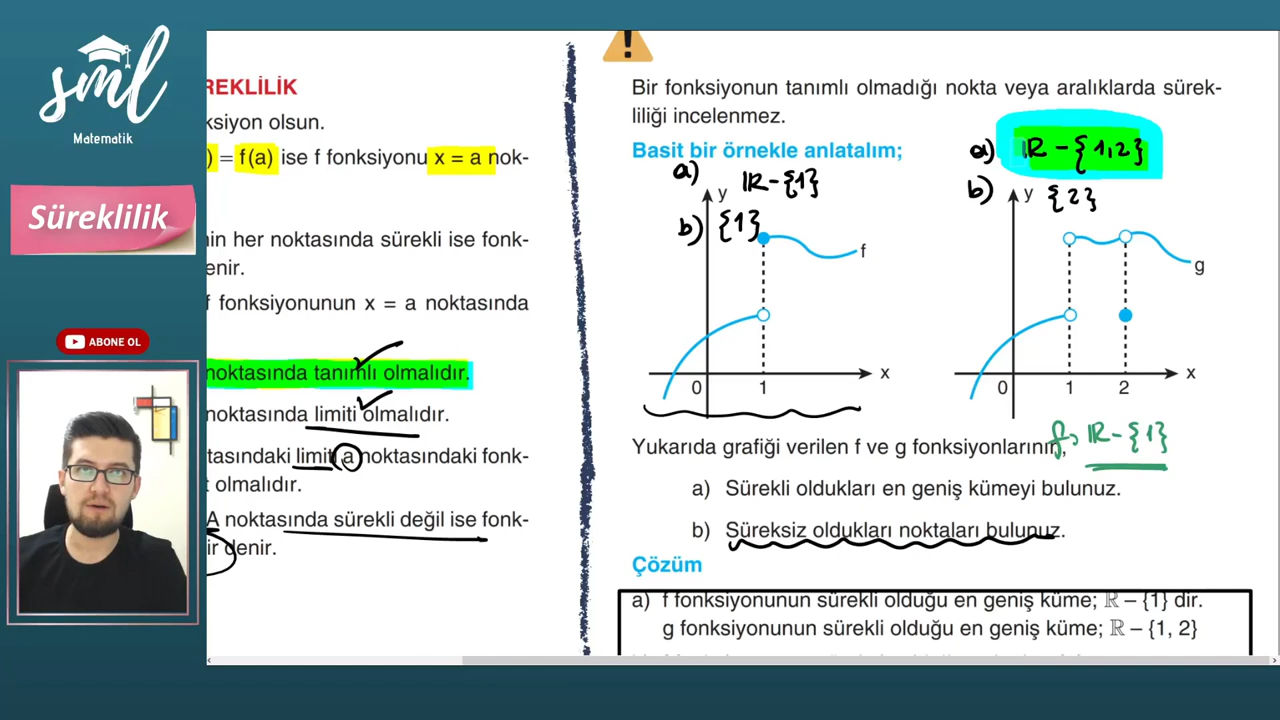 sml
Matematik
Süreklilik
ABONE OL
REKLİLİK
ksiyon olsun.
) = f(a) ise f fonksiyonu x = a nok-
nin her noktasında sürekli ise fonk-
enir.
f fonksiyonunun x = a noktasında
noktasında tanımlı olmalıdır.
noktasında limiti olmalıdır.
tasındaki limit a noktasındaki fonk-
t olmalıdır.
A noktasında sürekli değil ise fonk-
ir denir.
Bir fonksiyonun tanımlı olmadığı nokta veya aralıklarda sürek-
liliği incelenmez.
Basit bir örnekle anlatalım;
a) ℝ - {1}
b) {1}
y
f
0 1 x
a) ℝ - {1,2}
b) {2}
y
g
0 1 2 x
f, ℝ - {1}
Yukarıda grafiği verilen f ve g fonksiyonlarının,
a) Sürekli oldukları en geniş kümeyi bulunuz.
b) Süreksiz oldukları noktaları bulunuz.
Çözüm
a) f fonksiyonunun sürekli olduğu en geniş küme; ℝ – {1} dir.
g fonksiyonunun sürekli olduğu en geniş küme; ℝ – {1, 2}